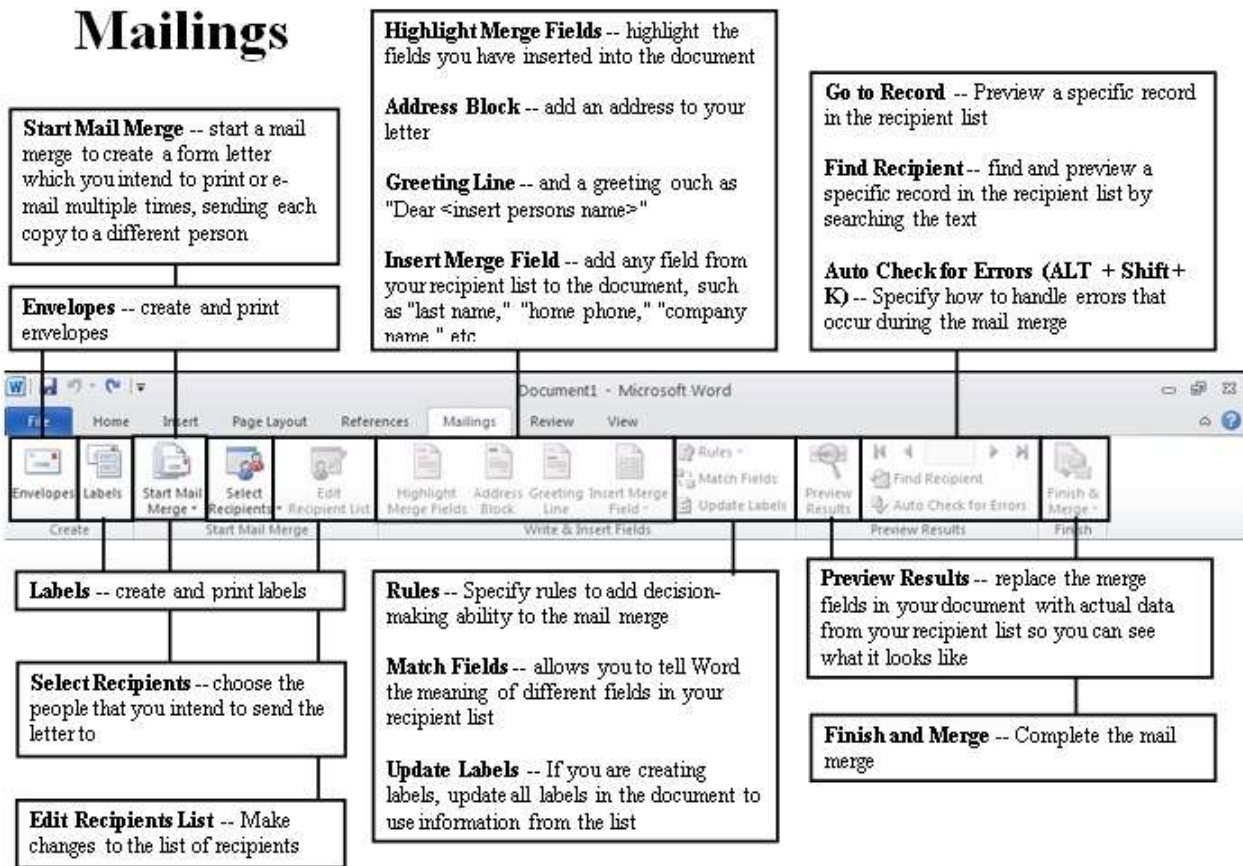 Mailings
Start Mail Merge -- start a mail
merge to create a form letter
which you intend to print or e-
mail multiple times, sending each
copy to a different person
Envelopes -- create and print
envelopes
Highlight Merge Fields -- highlight the
fields you have inserted into the document
Address Block -- add an address to your
letter
Greeting Line -- and a greeting ouch as
"Dear <insert persons name>"
Insert Merge Field -- add any field from
your recipient list to the document, such
as "last name," "home phone," "company
name," etc
Go to Record -- Preview a specific record
in the recipient list
Find Recipient -- find and preview a
specific record in the recipient list by
searching the text
Auto Check for Errors (ALT + Shift +
K) -- Specify how to handle errors that
occur during the mail merge
W
Document1 - Microsoft Word
File Home Insert Page Layout References Mailings Review View
Envelopes Labels Start Mail Merge Select Recipients Edit Recipient List Highlight Merge Fields Address Block Greeting Line Insert Merge Field Rules Match Fields Update Labels Preview Results Find Recipient Auto Check for Errors Finish & Merge
Create Start Mail Merge Write & Insert Fields Preview Results Finish
Labels -- create and print labels
Select Recipients -- choose the
people that you intend to send the
letter to
Edit Recipients List -- Make
changes to the list of recipients
Rules -- Specify rules to add decision-
making ability to the mail merge
Match Fields -- allows you to tell Word
the meaning of different fields in your
recipient list
Update Labels -- If you are creating
labels, update all labels in the document to
use information from the list
Preview Results -- replace the merge
fields in your document with actual data
from your recipient list so you can see
what it looks like
Finish and Merge -- Complete the mail
merge